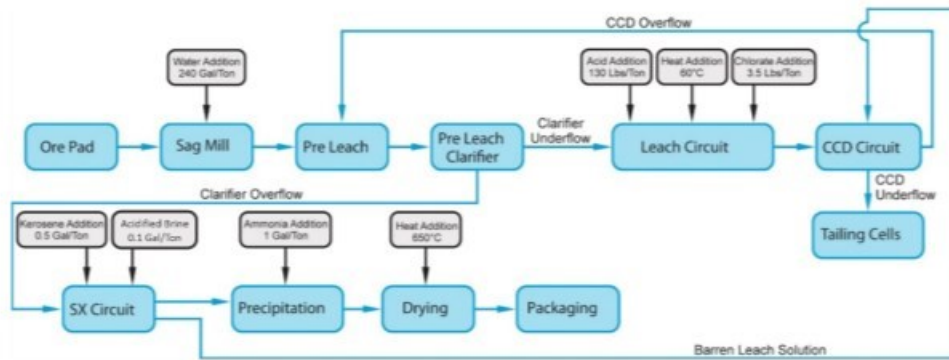 CCD Overflow
Water Addition
240 Gal/Ton
Acid Addition
130 Lbs/Ton
Heat Addition
60°C
Chlorate Addition
3.5 Lbs/Ton
Ore Pad
Sag Mill
Pre Leach
Pre Leach
Clarifier
Clarifier
Underflow
Leach Circuit
CCD Circuit
CCD
Underflow
Tailing Cells
Clarifier Overflow
Kerosene Addition
0.5 Gal/Ton
Acidified Brine
0.1 Gal/Ton
Ammonia Addition
1 Gal/Ton
Heat Addition
650°C
SX Circuit
Precipitation
Drying
Packaging
Barren Leach Solution